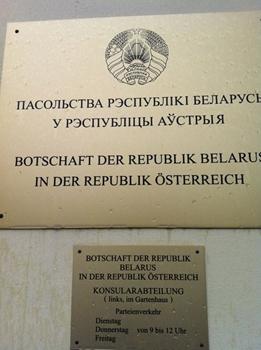 ПАСОЛЬСТВА РЭСПУБЛІКІ БЕЛАРУСЬ
У РЭСПУБЛІЦЫ АЎСТРЫЯ
BOTSCHAFT DER REPUBLIK BELARUS
IN DER REPUBLIK ÖSTERREICH
BOTSCHAFT DER REPUBLIK
BELARUS
IN DER REPUBLIK ÖSTERREICH
KONSULARABTEILUNG
( links, im Gartenhaus )
Parteienverkehr
Dienstag
Donnerstag von 9 bis 12 Uhr
Freitag